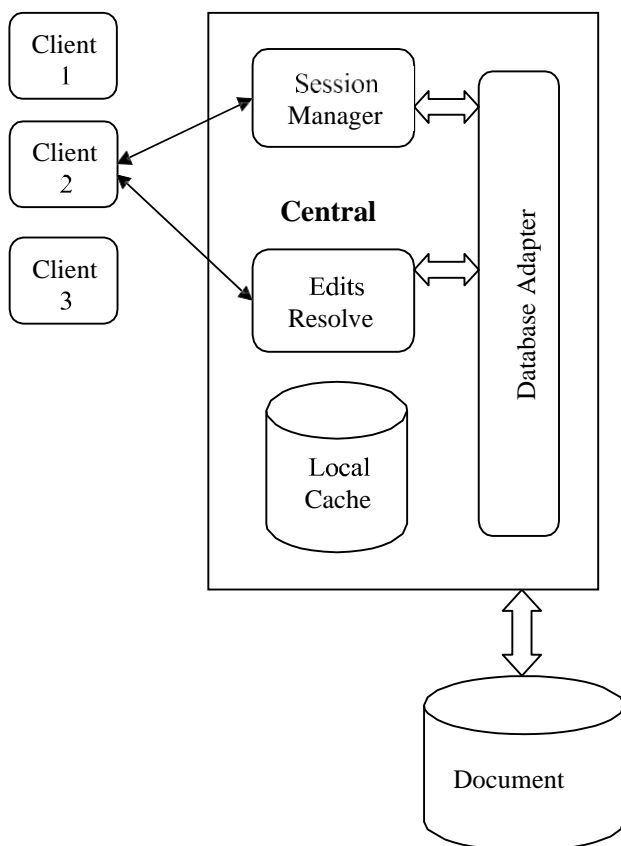 Client
1
Client
2
Client
3
Session
Manager
Central
Edits
Resolve
Local
Cache
Database Adapter
Document